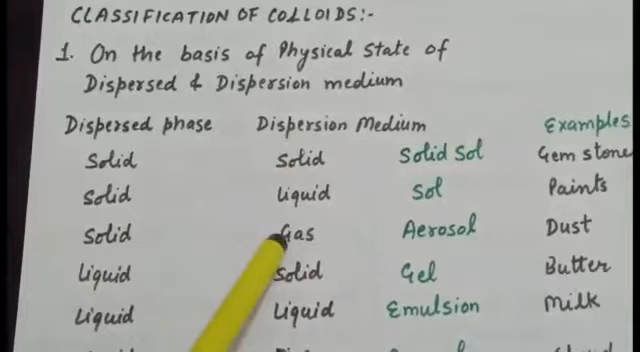 CLASSIFICATION OF COLLOIDS:-
1. On the basis of Physical State of
Dispersed & Dispersion medium
Dispersed phase Dispersion Medium Examples
Solid Solid Solid Sol Gem stone
Solid Liquid Sol Paints
Solid Gas Aerosol Dust
Liquid Solid Gel Butter
Liquid Liquid Emulsion Milk